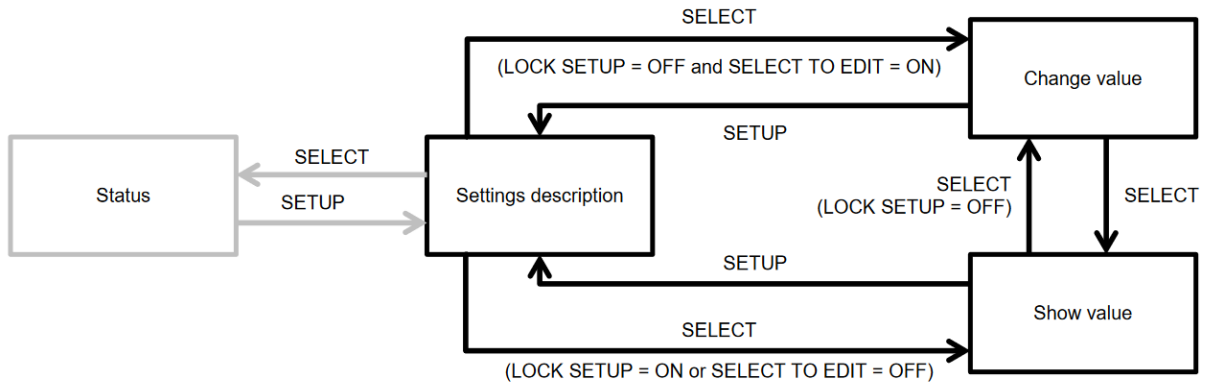 SELECT
(LOCK SETUP = OFF and SELECT TO EDIT = ON)
Change value
SETUP
SELECT
Status
Settings description
SETUP
SELECT
(LOCK SETUP = OFF)
SELECT
SETUP
Show value
SELECT
(LOCK SETUP = ON or SELECT TO EDIT = OFF)